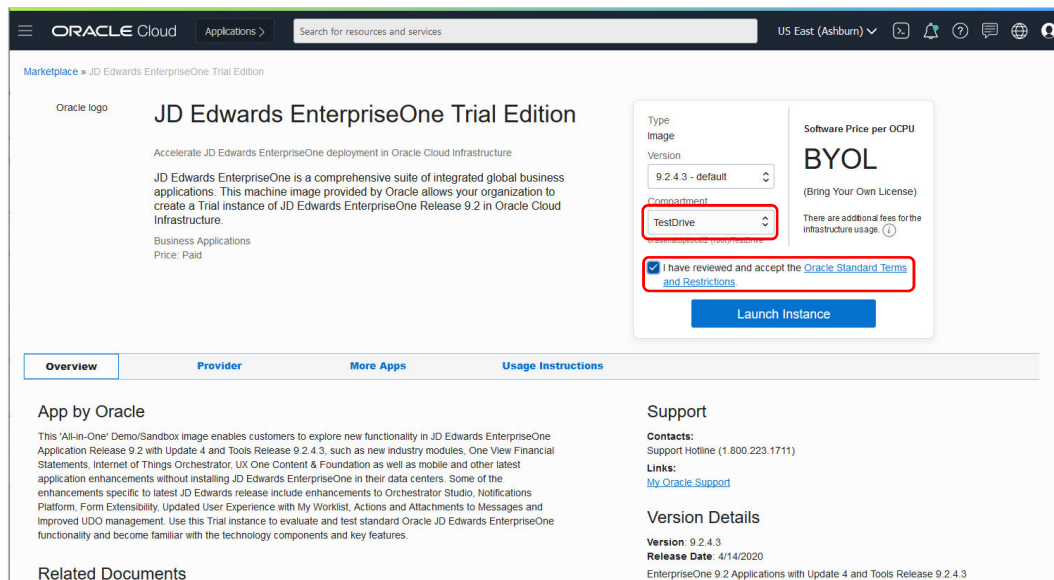 ORACLE Cloud
Applications >
Search for resources and services
US East (Ashburn)
Marketplace » JD Edwards EnterpriseOne Trial Edition
Oracle logo
JD Edwards EnterpriseOne Trial Edition
Accelerate JD Edwards EnterpriseOne deployment in Oracle Cloud Infrastructure
JD Edwards EnterpriseOne is a comprehensive suite of integrated global business
applications. This machine image provided by Oracle allows your organization to
create a Trial instance of JD Edwards EnterpriseOne Release 9.2 in Oracle Cloud
Infrastructure.
Business Applications
Price: Paid
Type
Image
Version
9.2.4.3 - default
Compartment
TestDrive
Software Price per OCPU
BYOL
(Bring Your Own License)
There are additional fees for the
infrastructure usage.
I have reviewed and accept the Oracle Standard Terms
and Restrictions.
Launch Instance
Overview
Provider
More Apps
Usage Instructions
App by Oracle
This 'All-in-One' Demo/Sandbox image enables customers to explore new functionality in JD Edwards EnterpriseOne
Application Release 9.2 with Update 4 and Tools Release 9.2.4.3, such as new industry modules, One View Financial
Statements, Internet of Things Orchestrator, UX One Content & Foundation as well as mobile and other latest
application enhancements without installing JD Edwards EnterpriseOne in their data centers. Some of the
enhancements specific to latest JD Edwards release include enhancements to Orchestrator Studio, Notifications
Platform, Form Extensibility, Updated User Experience with My Worklist, Actions and Attachments to Messages and
Improved UDO management. Use this Trial instance to evaluate and test standard Oracle JD Edwards EnterpriseOne
functionality and become familiar with the technology components and key features.
Related Documents
Support
Contacts:
Support Hotline (1.800.223.1711)
Links:
My Oracle Support
Version Details
Version: 9.2.4.3
Release Date: 4/14/2020
EnterpriseOne 9.2 Applications with Update 4 and Tools Release 9.2.4.3